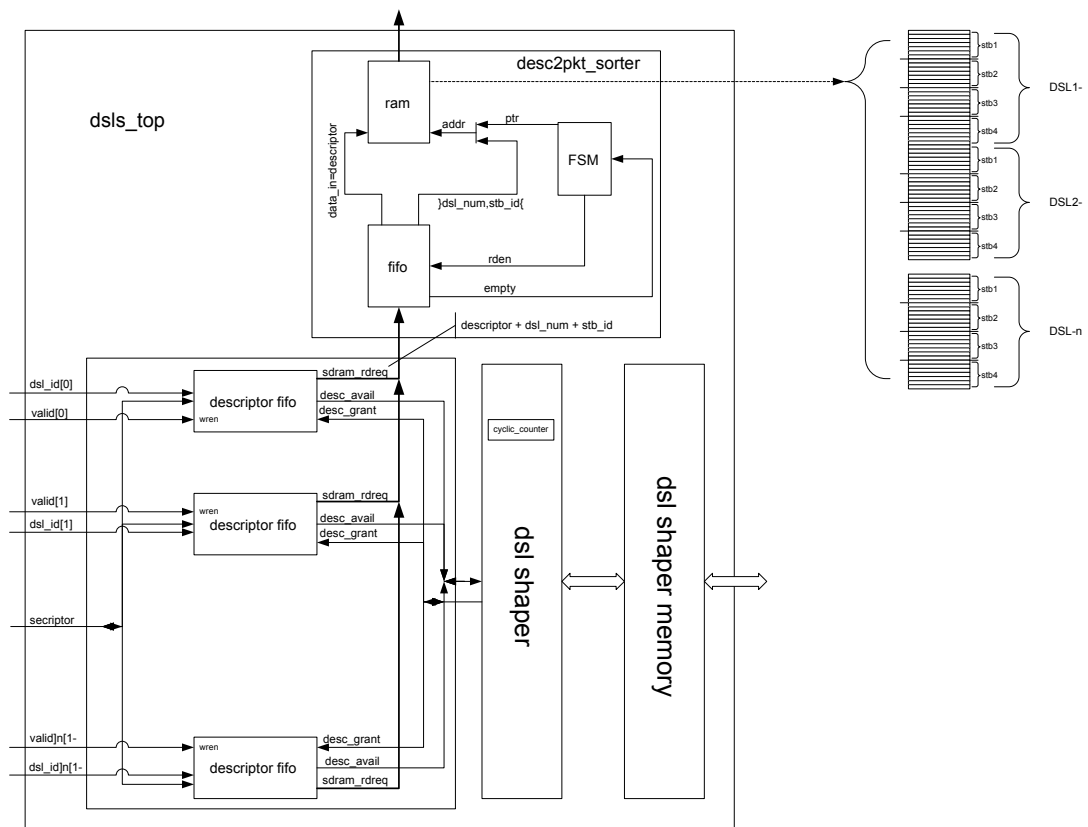 desc2pkt_sorter
dsls_top
ram
addr
ptr
FSM
data_in=descriptor
}dsl_num,stb_id{
fifo
rden
empty
descriptor + dsl_num + stb_id
stb1
stb2
stb3
stb4
DSL1-
stb1
stb2
stb3
stb4
DSL2-
stb1
stb2
stb3
stb4
DSL-n
dsl_id[0]
valid[0]
wren
descriptor fifo
sdram_rdreq
desc_avail
desc_grant
valid[1]
dsl_id[1]
wren
descriptor fifo
sdram_rdreq
desc_avail
desc_grant
secriptor
valid]n[1-
dsl_id]n[1-
wren
descriptor fifo
desc_grant
desc_avail
sdram_rdreq
cyclic_counter
dsl shaper
dsl shaper memory